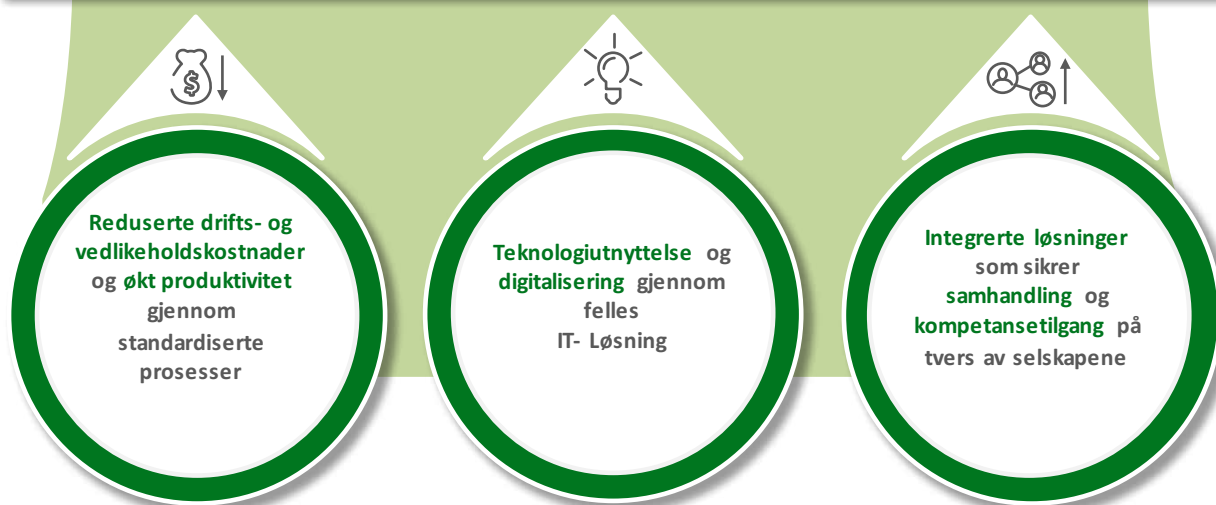 Reduserte drifts- og
vedlikeholdskostnader
og økt produktivitet
gjennom
standardiserte
prosesser
Teknologiutnyttelse og
digitalisering gjennom
felles
IT- Løsning
Integrerte løsninger
som sikrer
samhandling og
kompetansetilgang på
tvers av selskapene